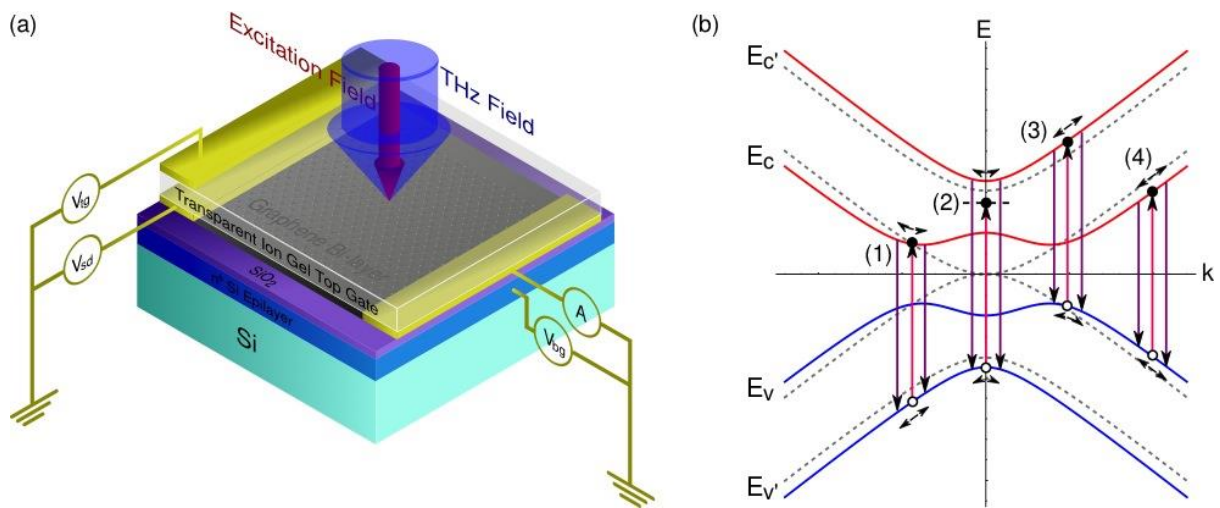 (a)
Excitation Field
THz Field
Vtg
Vsd
Graphene Bi-layer
Transparent Ion Gel Top Gate
SiO2
n+ Si Epilayer
Si
A
Vbg
(b)
E
Ec'
Ec
(3)
(4)
(2)
(1)
k
Ev
Ev'